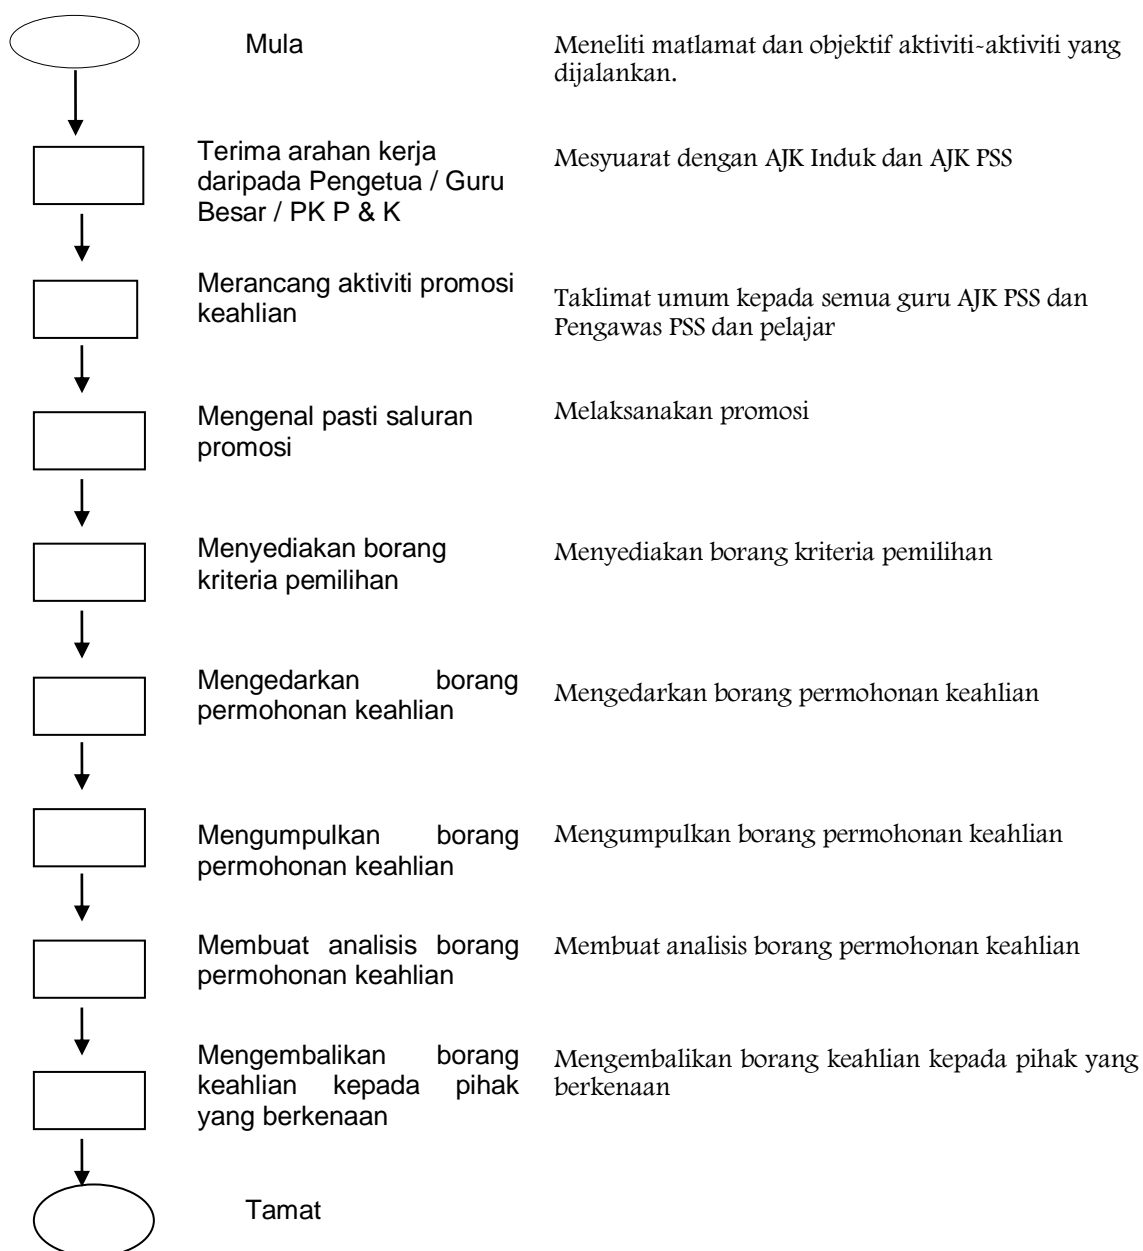 Mula
Meneliti matlamat dan objektif aktiviti-aktiviti yang
dijalankan.
Terima arahan kerja
daripada Pengetua / Guru
Besar / PK P & K
Mesyuarat dengan AJK Induk dan AJK PSS
Merancang aktiviti promosi
keahlian
Taklimat umum kepada semua guru AJK PSS dan
Pengawas PSS dan pelajar
Mengenal pasti saluran
promosi
Melaksanakan promosi
Menyediakan borang
kriteria pemilihan
Menyediakan borang kriteria pemilihan
Mengedarkan borang
permohonan keahlian
Mengedarkan borang permohonan keahlian
Mengumpulkan borang
permohonan keahlian
Mengumpulkan borang permohonan keahlian
Membuat analisis borang
permohonan keahlian
Membuat analisis borang permohonan keahlian
Mengembalikan borang
keahlian kepada pihak
yang berkenaan
Mengembalikan borang keahlian kepada pihak yang
berkenaan
Tamat